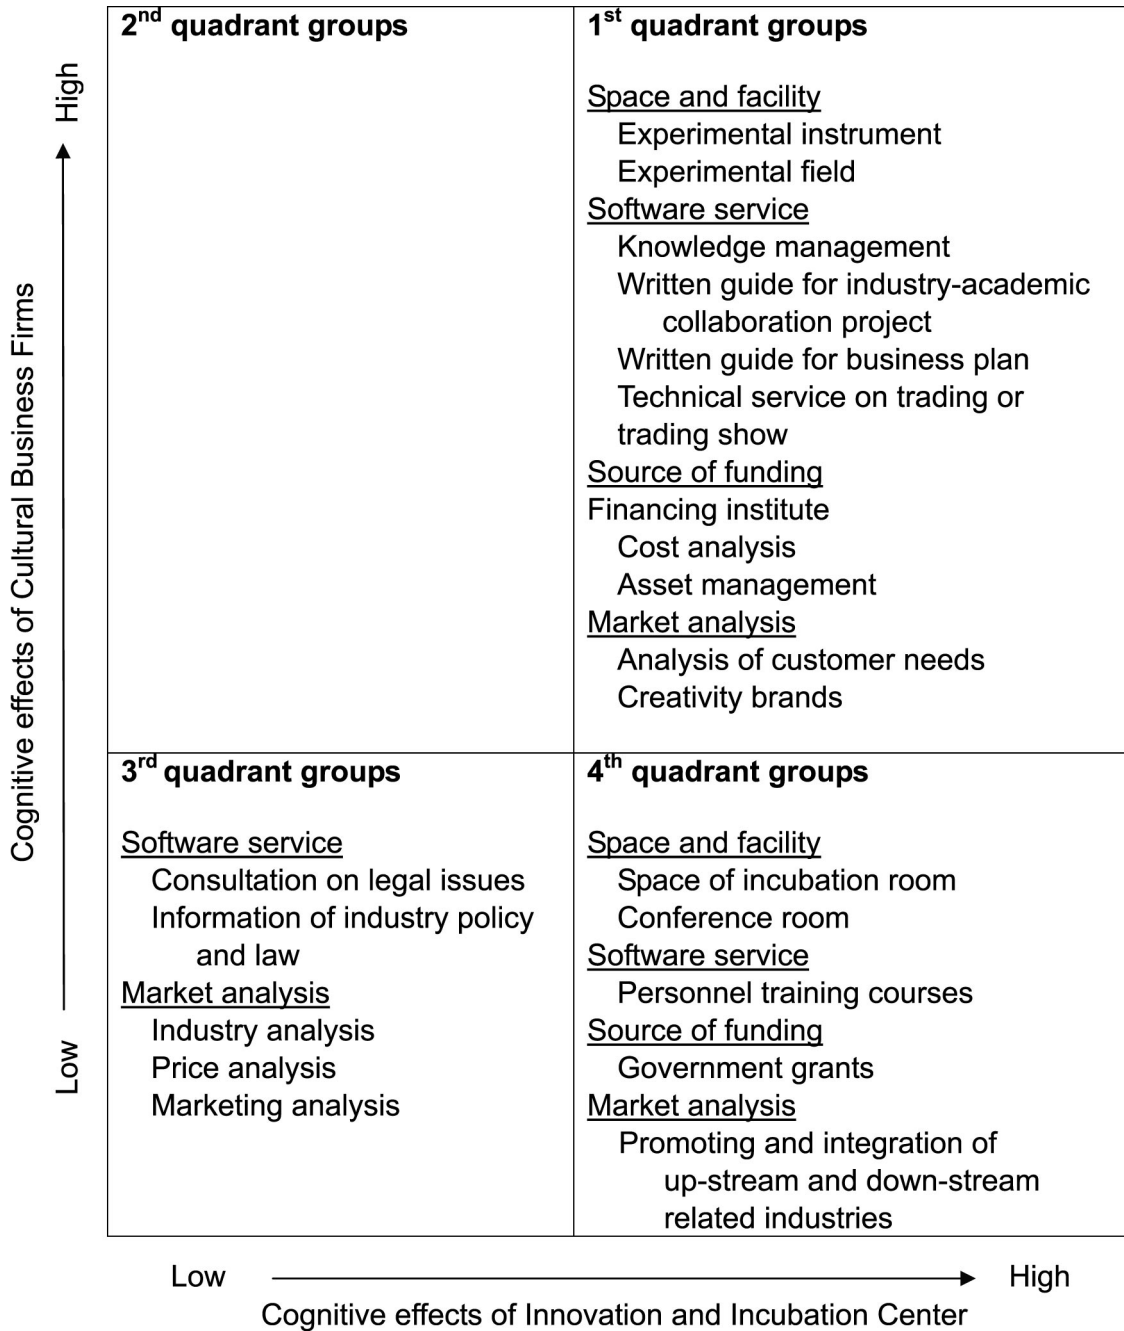 2nd quadrant groups
1st quadrant groups
Space and facility
Experimental instrument
Experimental field
Software service
Knowledge management
Written guide for industry-academic
collaboration project
Written guide for business plan
Technical service on trading or
trading show
Source of funding
Financing institute
Cost analysis
Asset management
Market analysis
Analysis of customer needs
Creativity brands
3rd quadrant groups
Software service
Consultation on legal issues
Information of industry policy
and law
Market analysis
Industry analysis
Price analysis
Marketing analysis
4th quadrant groups
Space and facility
Space of incubation room
Conference room
Software service
Personnel training courses
Source of funding
Government grants
Market analysis
Promoting and integration of
up-stream and down-stream
related industries
High
Cognitive effects of Cultural Business Firms
Low
Low
High
Cognitive effects of Innovation and Incubation Center